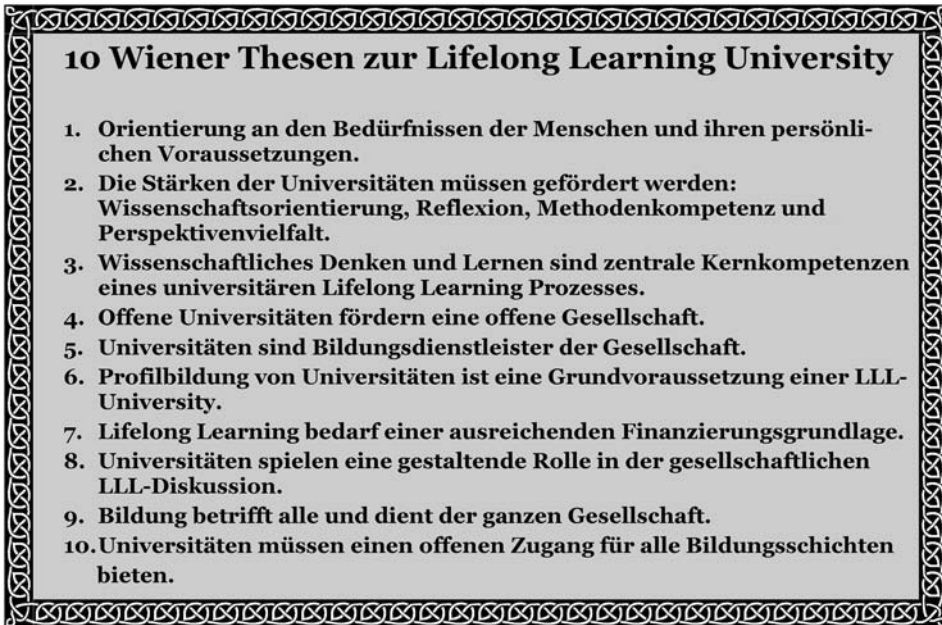 10 Wiener Thesen zur Lifelong Learning University
1. Orientierung an den Bedürfnissen der Menschen und ihren persönli-
chen Voraussetzungen.
2. Die Stärken der Universitäten müssen gefördert werden:
Wissenschaftsorientierung, Reflexion, Methodenkompetenz und
Perspektivenvielfalt.
3. Wissenschaftliches Denken und Lernen sind zentrale Kernkompetenzen
eines universitären Lifelong Learning Prozesses.
4. Offene Universitäten fördern eine offene Gesellschaft.
5. Universitäten sind Bildungsdienstleister der Gesellschaft.
6. Profilbildung von Universitäten ist eine Grundvoraussetzung einer LLL-
University.
7. Lifelong Learning bedarf einer ausreichenden Finanzierungsgrundlage.
8. Universitäten spielen eine gestaltende Rolle in der gesellschaftlichen
LLL-Diskussion.
9. Bildung betrifft alle und dient der ganzen Gesellschaft.
10.Universitäten müssen einen offenen Zugang für alle Bildungsschichten
bieten.